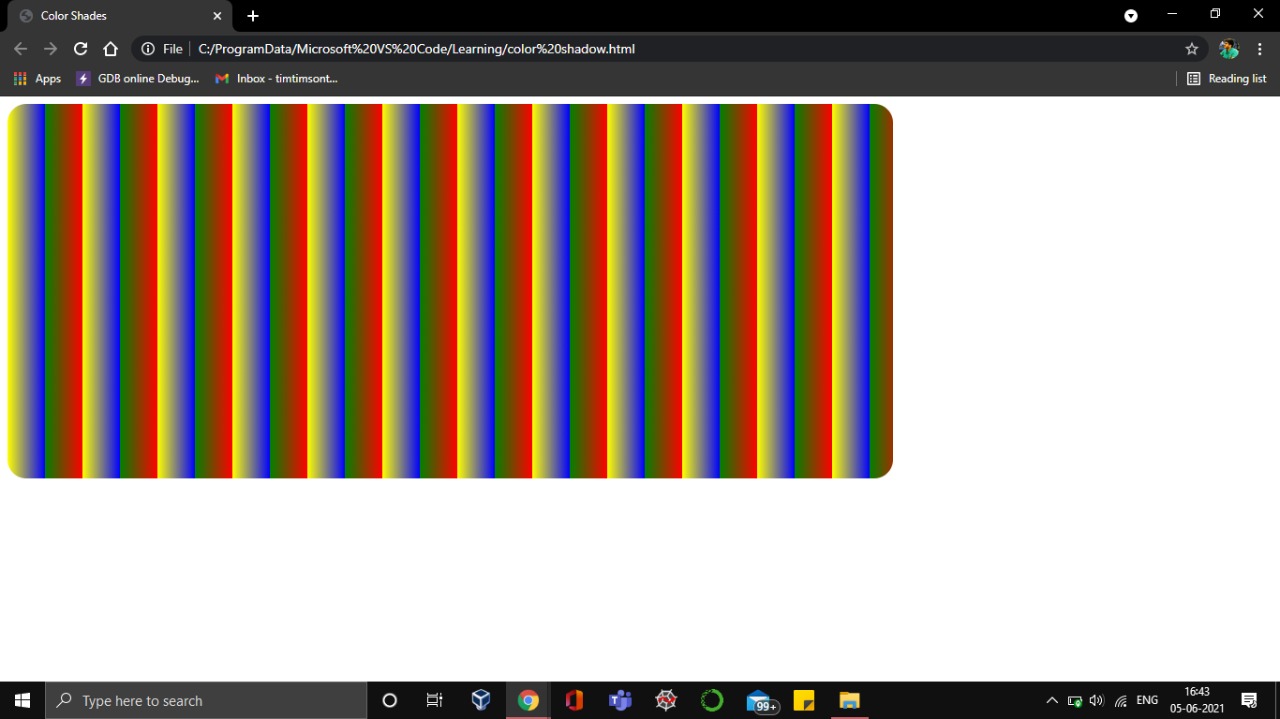 Color Shades
File C:/ProgramData/Microsoft%20VS%20Code/Learning/color%20shadow.html
Apps GDB online Debug... Inbox - timtimsont... Reading list
Type here to search 99+ ENG 16:43
05-06-2021